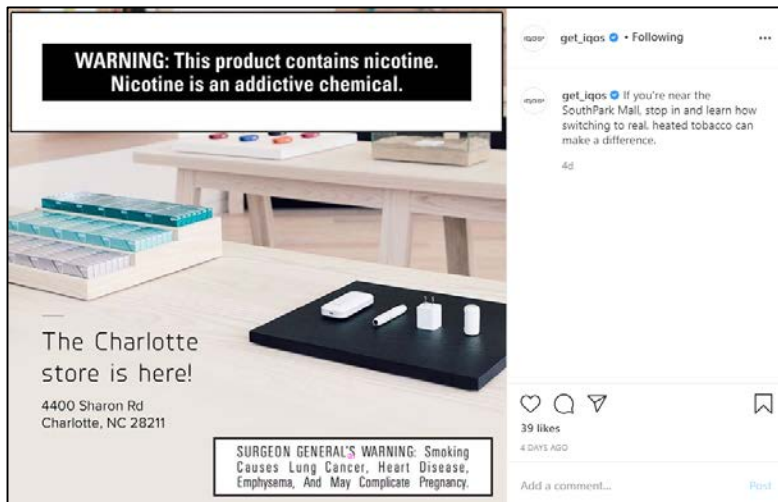 WARNING: This product contains nicotine.
Nicotine is an addictive chemical.
The Charlotte
store is here!
4400 Sharon Rd
Charlotte, NC 28211
SURGEON GENERAL'S WARNING: Smoking
Causes Lung Cancer, Heart Disease,
Emphysema, And May Complicate Pregnancy.
IQOS
get_iqos • Following
IQOS
get_iqos If you're near the
SouthPark Mall, stop in and learn how
switching to real, heated tobacco can
make a difference.
4d
39 likes
4 DAYS AGO
Add a comment...
Post